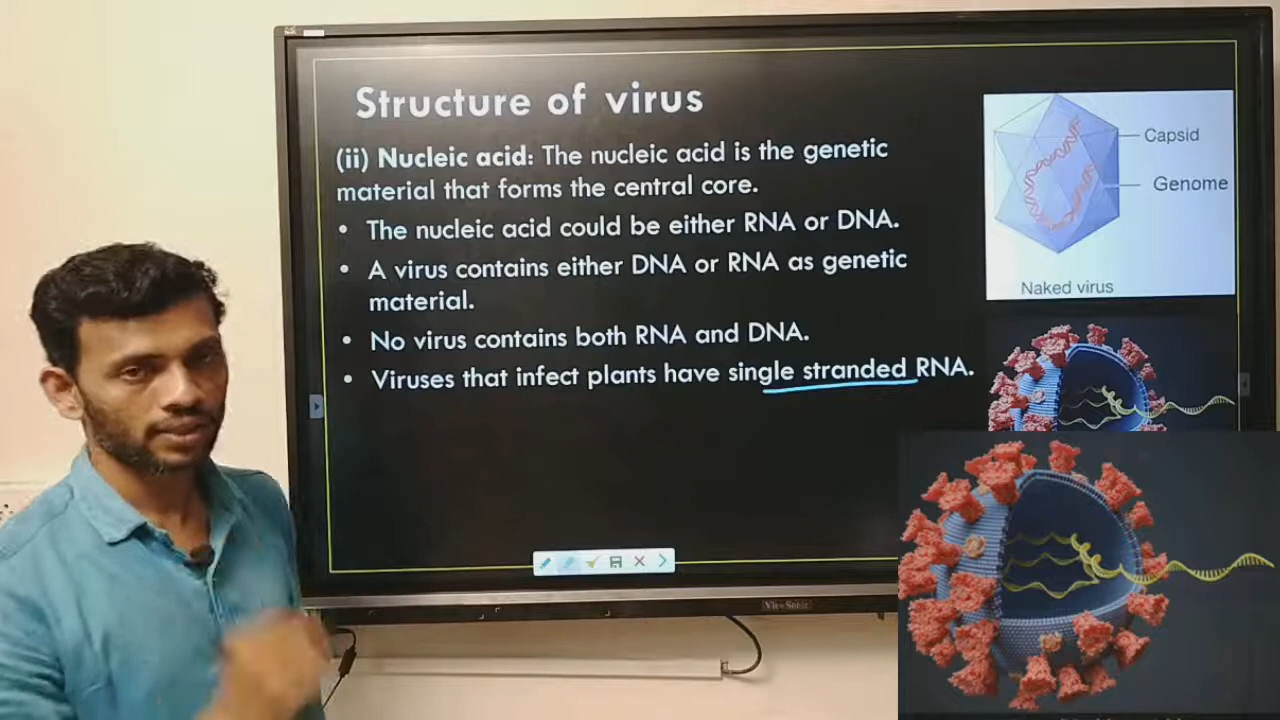 Structure of virus
(ii) Nucleic acid: The nucleic acid is the genetic
material that forms the central core.
• The nucleic acid could be either RNA or DNA.
• A virus contains either DNA or RNA as genetic
material.
• No virus contains both RNA and DNA.
• Viruses that infect plants have single stranded RNA.
Capsid
Genome
Naked virus
ViewSonic